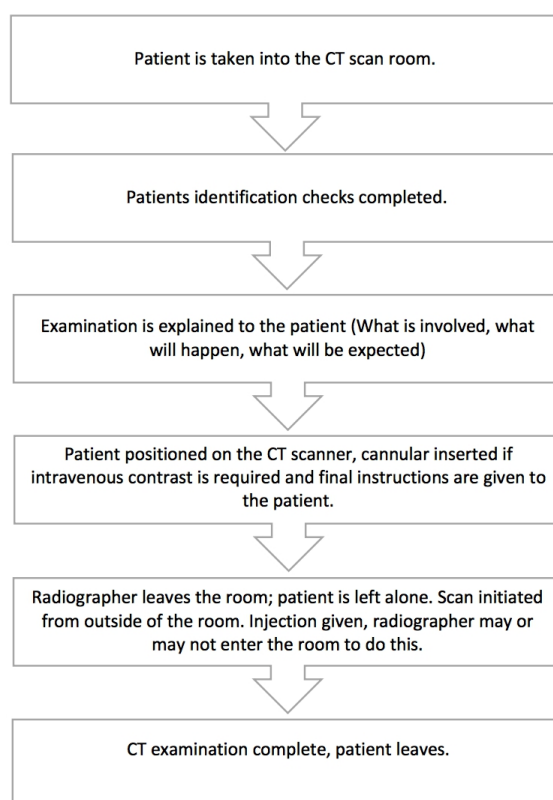 Patient is taken into the CT scan room.
Patients identification checks completed.
Examination is explained to the patient (What is involved, what
will happen, what will be expected)
Patient positioned on the CT scanner, cannular inserted if
intravenous contrast is required and final instructions are given to
the patient.
Radiographer leaves the room; patient is left alone. Scan initiated
from outside of the room. Injection given, radiographer may or
may not enter the room to do this.
CT examination complete, patient leaves.